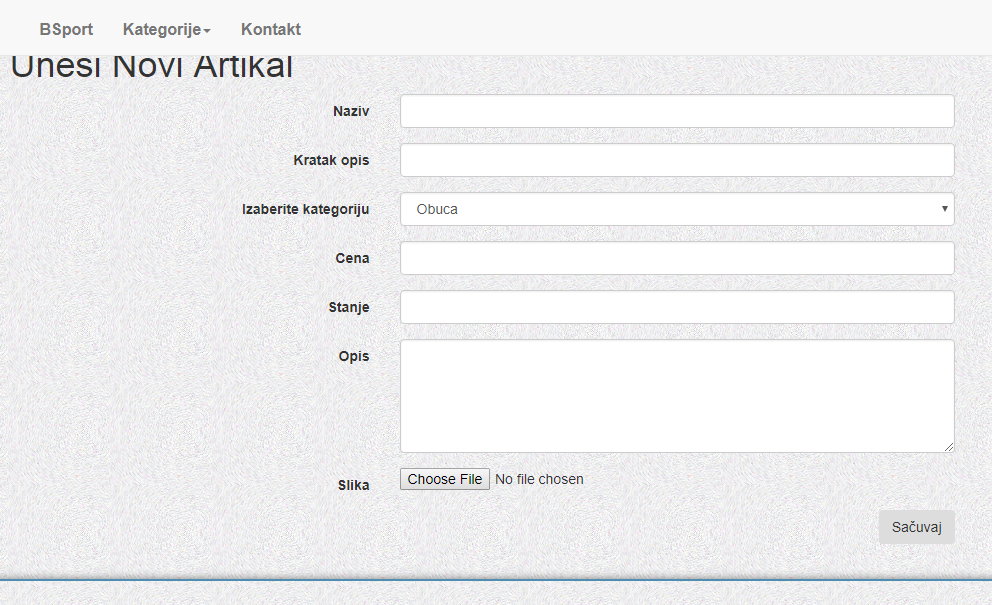 BSport Kategorije Kontakt
Unesi Novi Artikal
Naziv
Kratak opis
Izaberite kategoriju Obuca
Cena
Stanje
Opis
Slika Choose File No file chosen
Sačuvaj